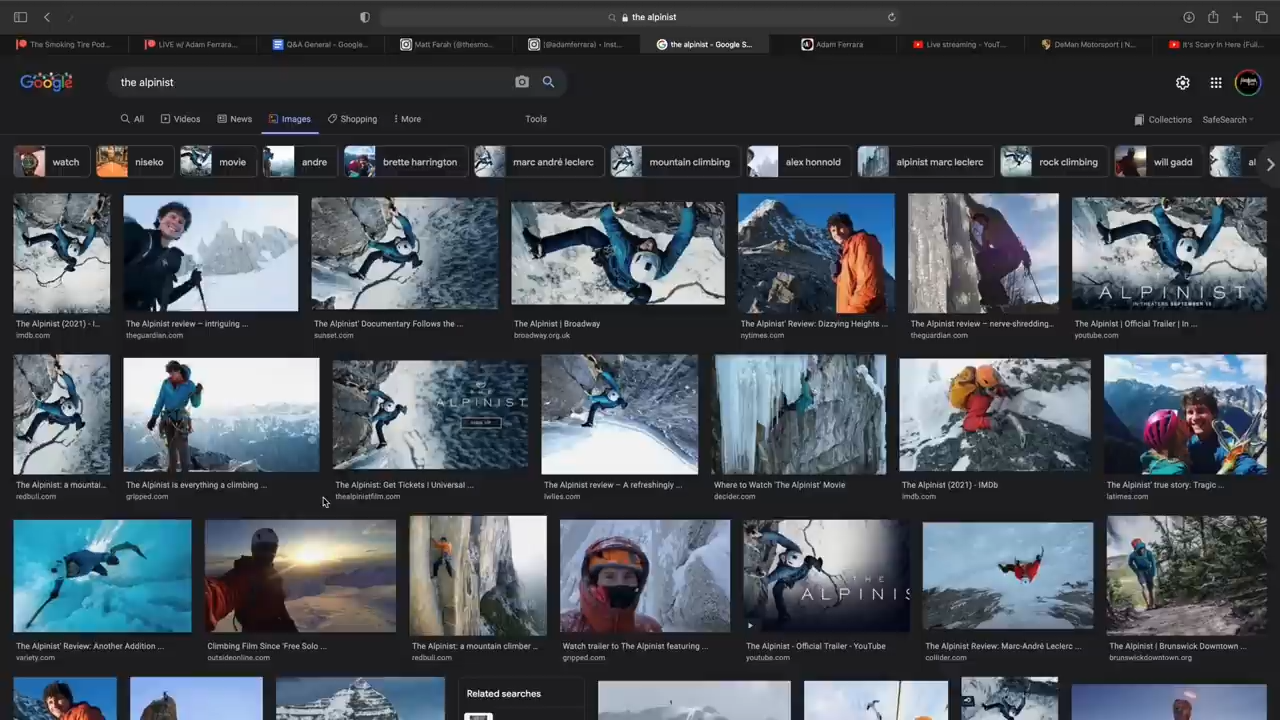 the alpinist
The Smoking Tire Pod...
LIVE w/ Adam Ferrara...
Q&A General - Google...
Matt Farah (@thesmo...
(@adamferrara) • Inst...
the alpinist - Google S...
Adam Ferrara
Live streaming - YouT...
DeMan Motorsport | N...
It's Scary In Here (Full...
Google
the alpinist
All
Videos
News
Images
Shopping
More
Tools
Collections
SafeSearch
watch
niseko
movie
andre
brette harrington
marc andré leclerc
mountain climbing
alex honnold
alpinist marc leclerc
rock climbing
will gadd
al
ALPINIST
IN THEATERS SEPTEMBER 10
The Alpinist (2021) - I...
imdb.com
The Alpinist review – intriguing ...
theguardian.com
The Alpinist' Documentary Follows the ...
sunset.com
The Alpinist | Broadway
broadway.org.uk
The Alpinist' Review: Dizzying Heights ...
nytimes.com
The Alpinist review – nerve-shredding...
theguardian.com
The Alpinist | Official Trailer | In ...
youtube.com
ALPINIST
The Alpinist: a mountai...
redbull.com
The Alpinist is everything a climbing ...
gripped.com
The Alpinist: Get Tickets | Universal ...
thealpinistfilm.com
The Alpinist review – A refreshingly ...
lwlies.com
Where to Watch 'The Alpinist' Movie
decider.com
The Alpinist (2021) - IMDb
imdb.com
The Alpinist' true story: Tragic ...
latimes.com
THE
ALPINIS
The Alpinist' Review: Another Addition ...
variety.com
Climbing Film Since 'Free Solo ...
outsideonline.com
The Alpinist: a mountain climber ...
redbull.com
Watch trailer to The Alpinist featuring ...
gripped.com
The Alpinist - Official Trailer - YouTube
youtube.com
The Alpinist Review: Marc-André Leclerc ...
collider.com
The Alpinist | Brunswick Downtown ...
brunswickdowntown.org
Related searches